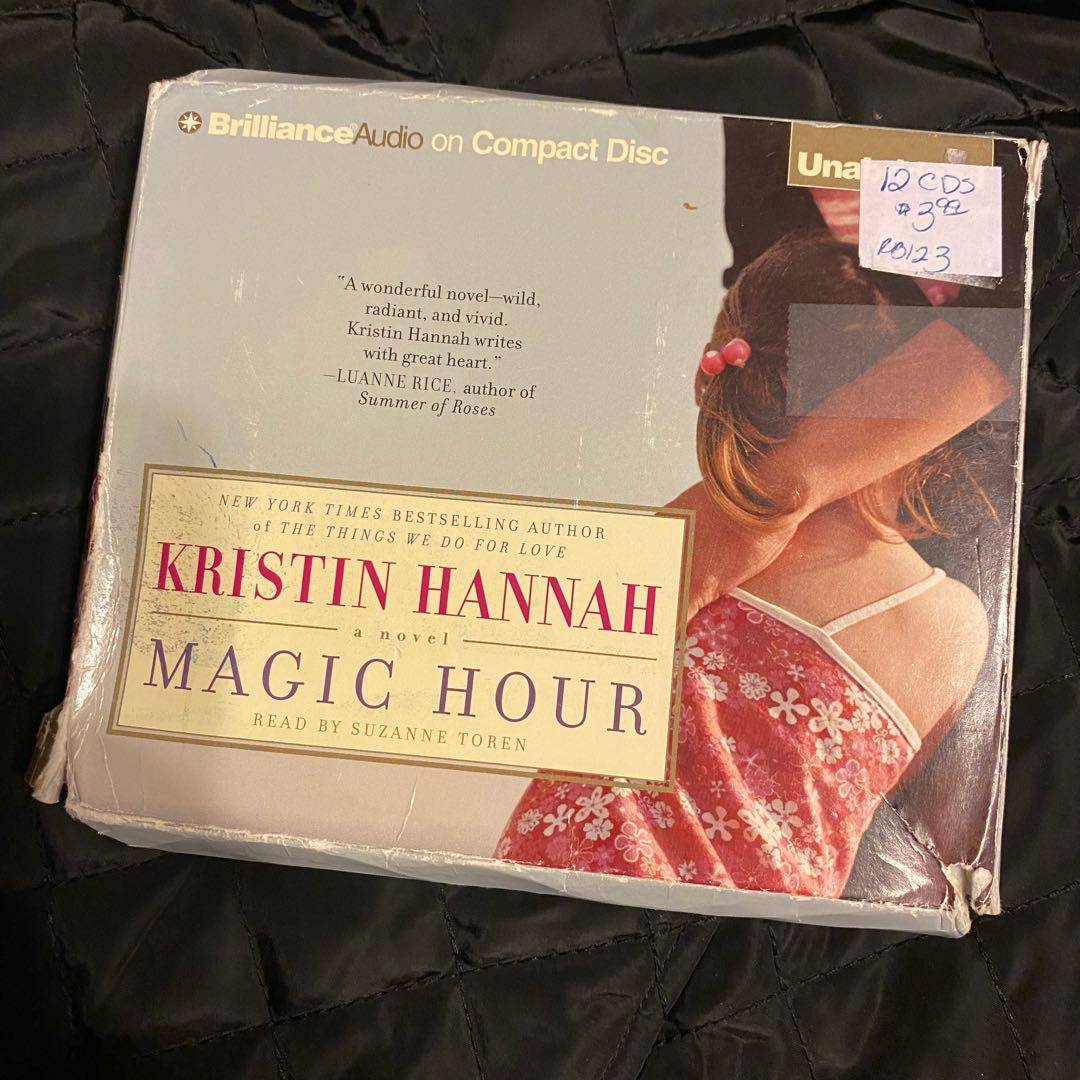 BrillianceAudio on Compact Disc
Una
12 CDS
$3.99
RB123
"A wonderful novel—wild,
radiant, and vivid.
Kristin Hannah writes
with great heart."
—LUANNE RICE, author of
Summer of Roses
NEW YORK TIMES BESTSELLING AUTHOR
of THE THINGS WE DO FOR LOVE
KRISTIN HANNAH
a novel
MAGIC HOUR
READ BY SUZANNE TOREN